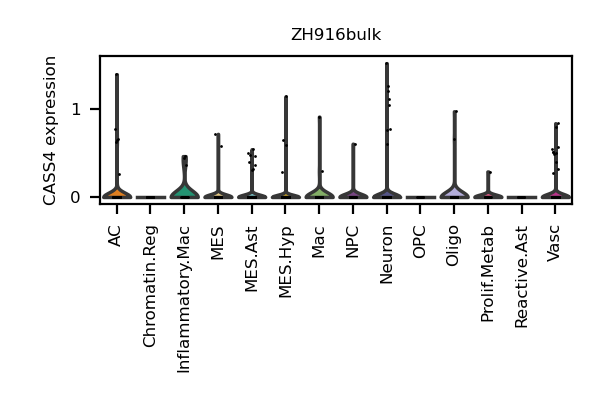 ZH916bulk
CASS4 expression
1
0
AC
Chromatin.Reg
Inflammatory.Mac
MES
MES.Ast
MES.Hyp
Mac
NPC
Neuron
OPC
Oligo
Prolif.Metab
Reactive.Ast
Vasc